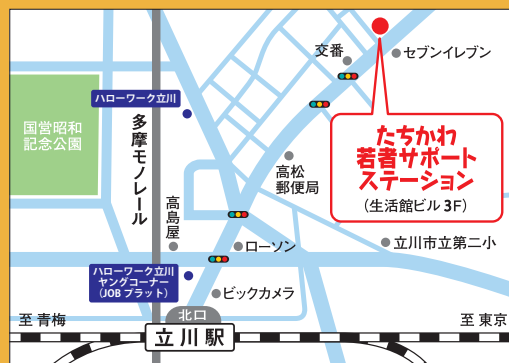 交番
セブンイレブン
ハローワーク立川
国営昭和
記念公園
多摩モノレール
たちかわ
若者サポート
ステーション
(生活館ビル3F)
高松
郵便局
高島屋
ローソン
立川市立第二小
ハローワーク立川
ヤングコーナー
(JOBプラット)
ビックカメラ
北口
至 青梅
立川駅
至 東京